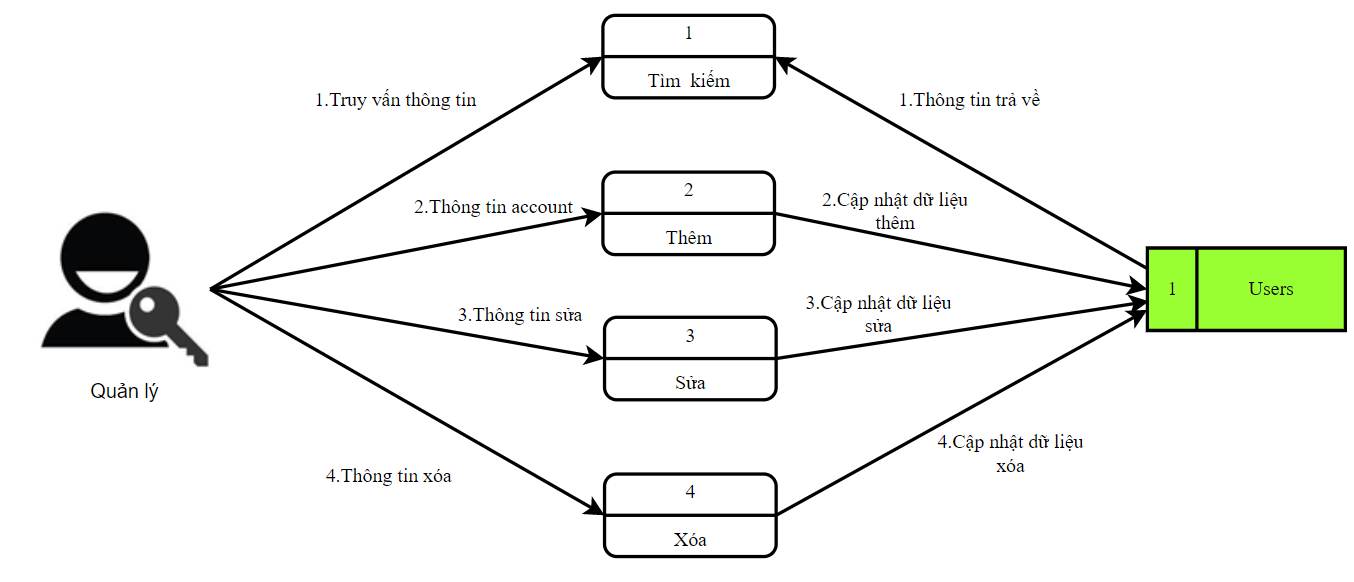 1
Tìm kiếm
1.Truy vấn thông tin
1.Thông tin trả về
2
Thêm
2.Thông tin account
2.Cập nhật dữ liệu
thêm
1
Users
3.Thông tin sửa
3.Cập nhật dữ liệu
sửa
3
Sửa
Quản lý
4.Thông tin xóa
4.Cập nhật dữ liệu
xóa
4
Xóa